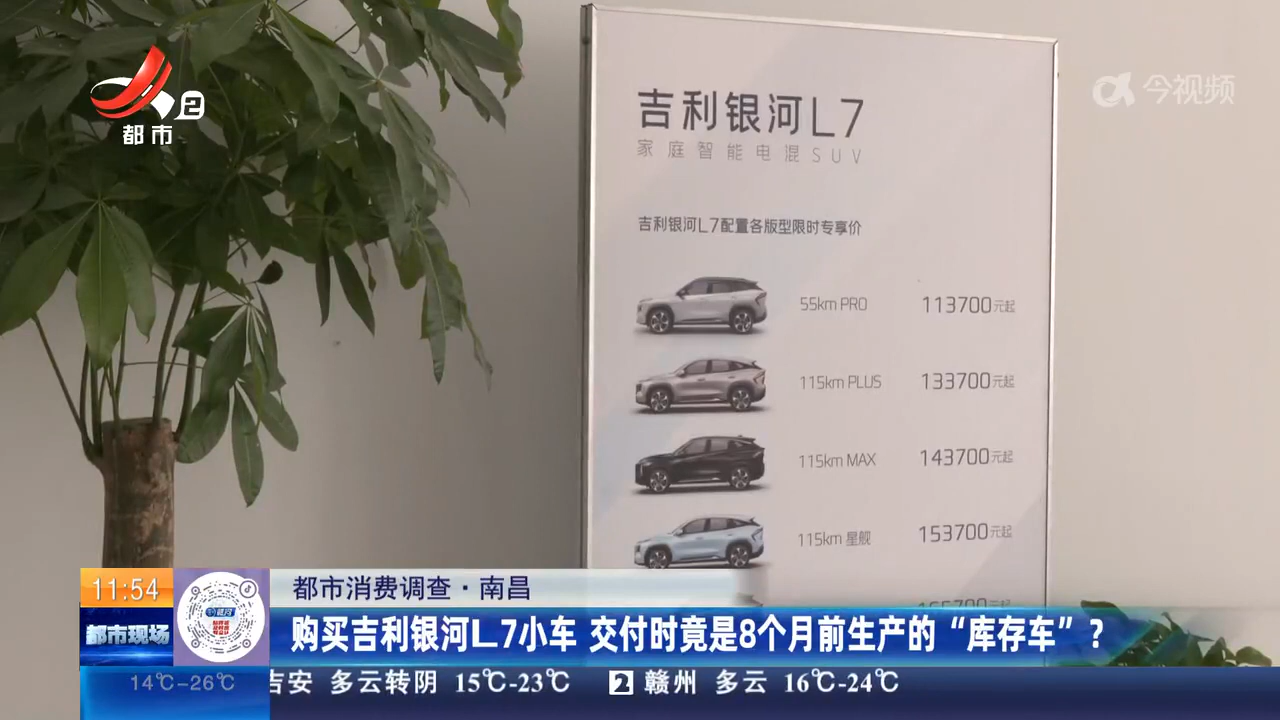 2
都市
今视频
吉利银河L7
家庭智能电混SUV
吉利银河L7配置各版型限时专享价
55km PRO 113700元起
115km PLUS 133700元起
115km MAX 143700元起
115km 星舰 153700元起
11:54
都市现场
都市消费调查·南昌
购买吉利银河L7小车 交付时竟是8个月前生产的“库存车”？
14℃-26℃
吉安 多云转阴 15℃-23℃ 2 赣州 多云 16℃-24℃